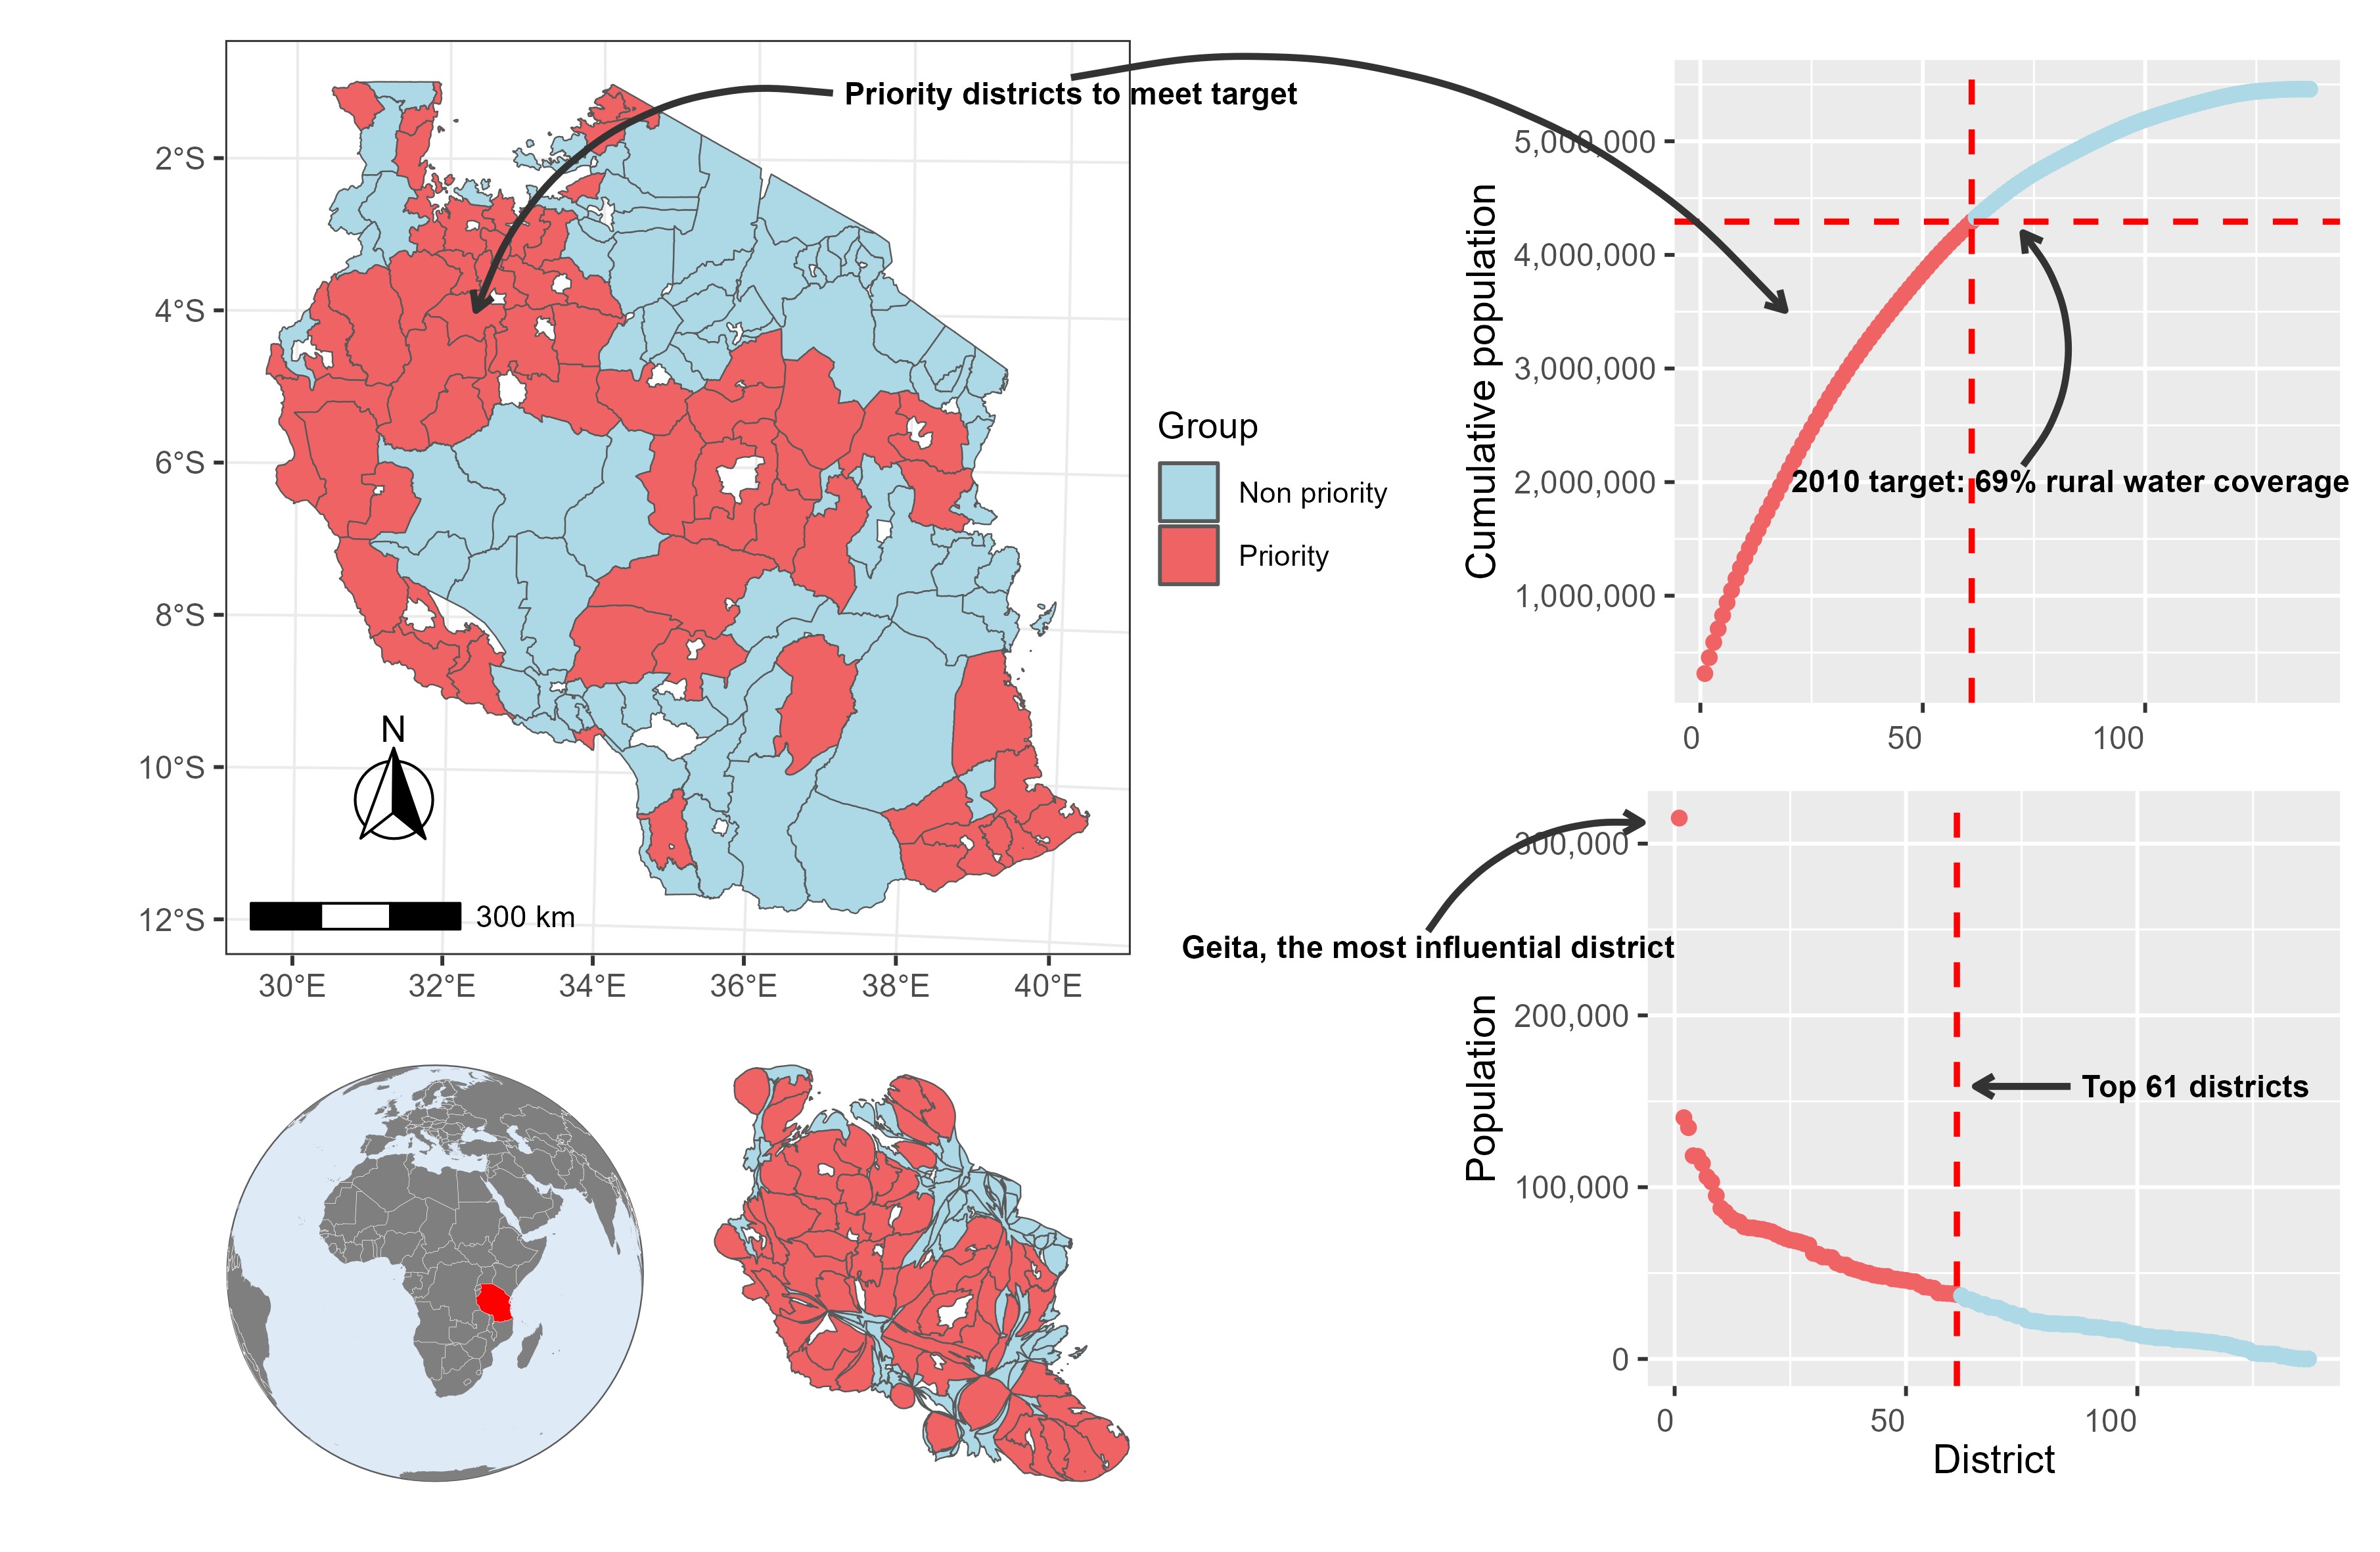 Priority districts to meet target
2°S
4°S
6°S
8°S
10°S
12°S
N
300 km
30°E
32°E
34°E
36°E
38°E
40°E
Group
Non priority
Priority
Cumulative population
5,000,000
4,000,000
3,000,000
2,000,000
1,000,000
2010 target: 69% rural water coverage
0
50
100
Geita, the most influential district
Population
300,000
200,000
100,000
0
Top 61 districts
0
50
100
District